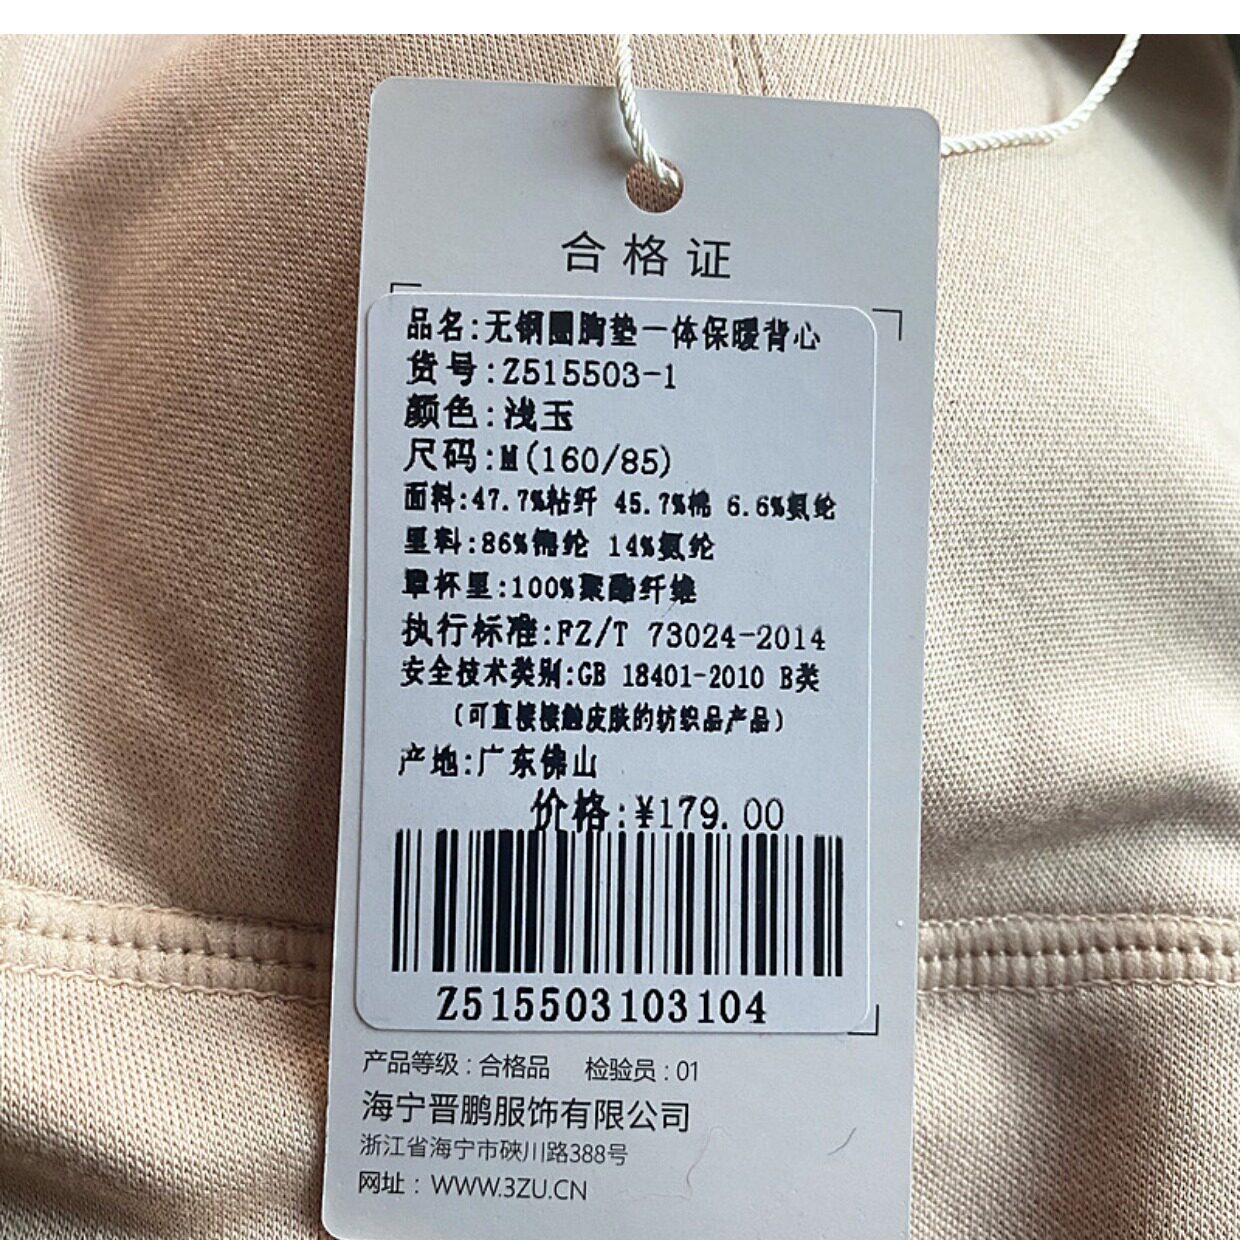 合格证
品名:无钢圈胸垫一体保暖背心
货号:Z515503-1
颜色:浅玉
尺码:M(160/85)
面料:47.7%粘纤 45.7%棉 6.6%氨纶
里料:86%锦纶 14%氨纶
罩杯里:100%聚酯纤维
执行标准:FZ/T 73024-2014
安全技术类别:GB 18401-2010 B类
(可直接接触皮肤的纺织品产品)
产地:广东佛山
价格:¥179.00
Z515503103104
产品等级:合格品 检验员:01
海宁晋鹏服饰有限公司
浙江省海宁市硖川路388号
网址: WWW.3ZU.CN